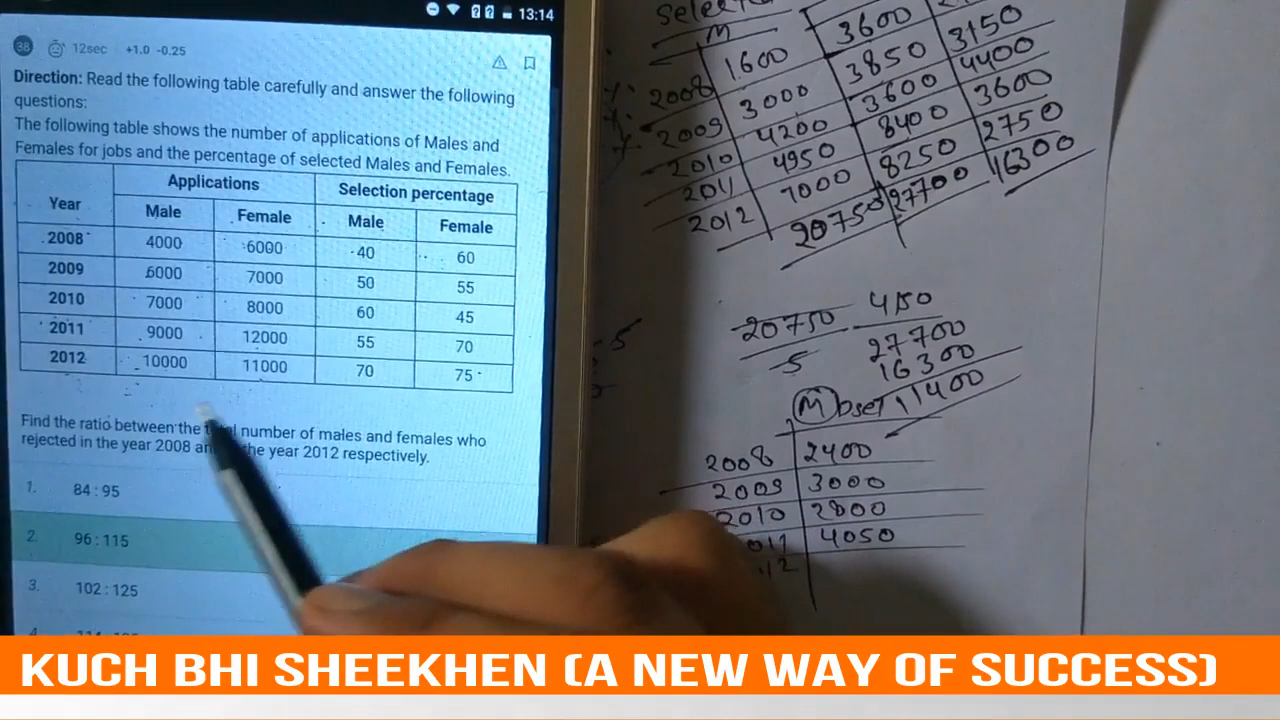 13:14
38 12sec +1.0 -0.25
Direction: Read the following table carefully and answer the following
questions:
The following table shows the number of applications of Males and
Females for jobs and the percentage of selected Males and Females.
Year Applications Selection percentage
Male Female Male Female
2008 4000 6000 40 60
2009 6000 7000 50 55
2010 7000 8000 60 45
2011 9000 12000 55 70
2012 10000 11000 70 75
Find the ratio between the total number of males and females who
rejected in the year 2008 and the year 2012 respectively.
1. 84 : 95
2. 96 : 115
3. 102 : 125
M
2008 1600 3600
2009 3000 3850 3150
2010 4200 3600 4400
2011 4950 8400 3600
2012 7000 8250 2750
20750 27700 16300
20750 4150
5
27700
16300
11400
M
2008 2400
2009 3000
2010 2800
2011 4050
12
KUCH BHI SHEEKHEN (A NEW WAY OF SUCCESS)